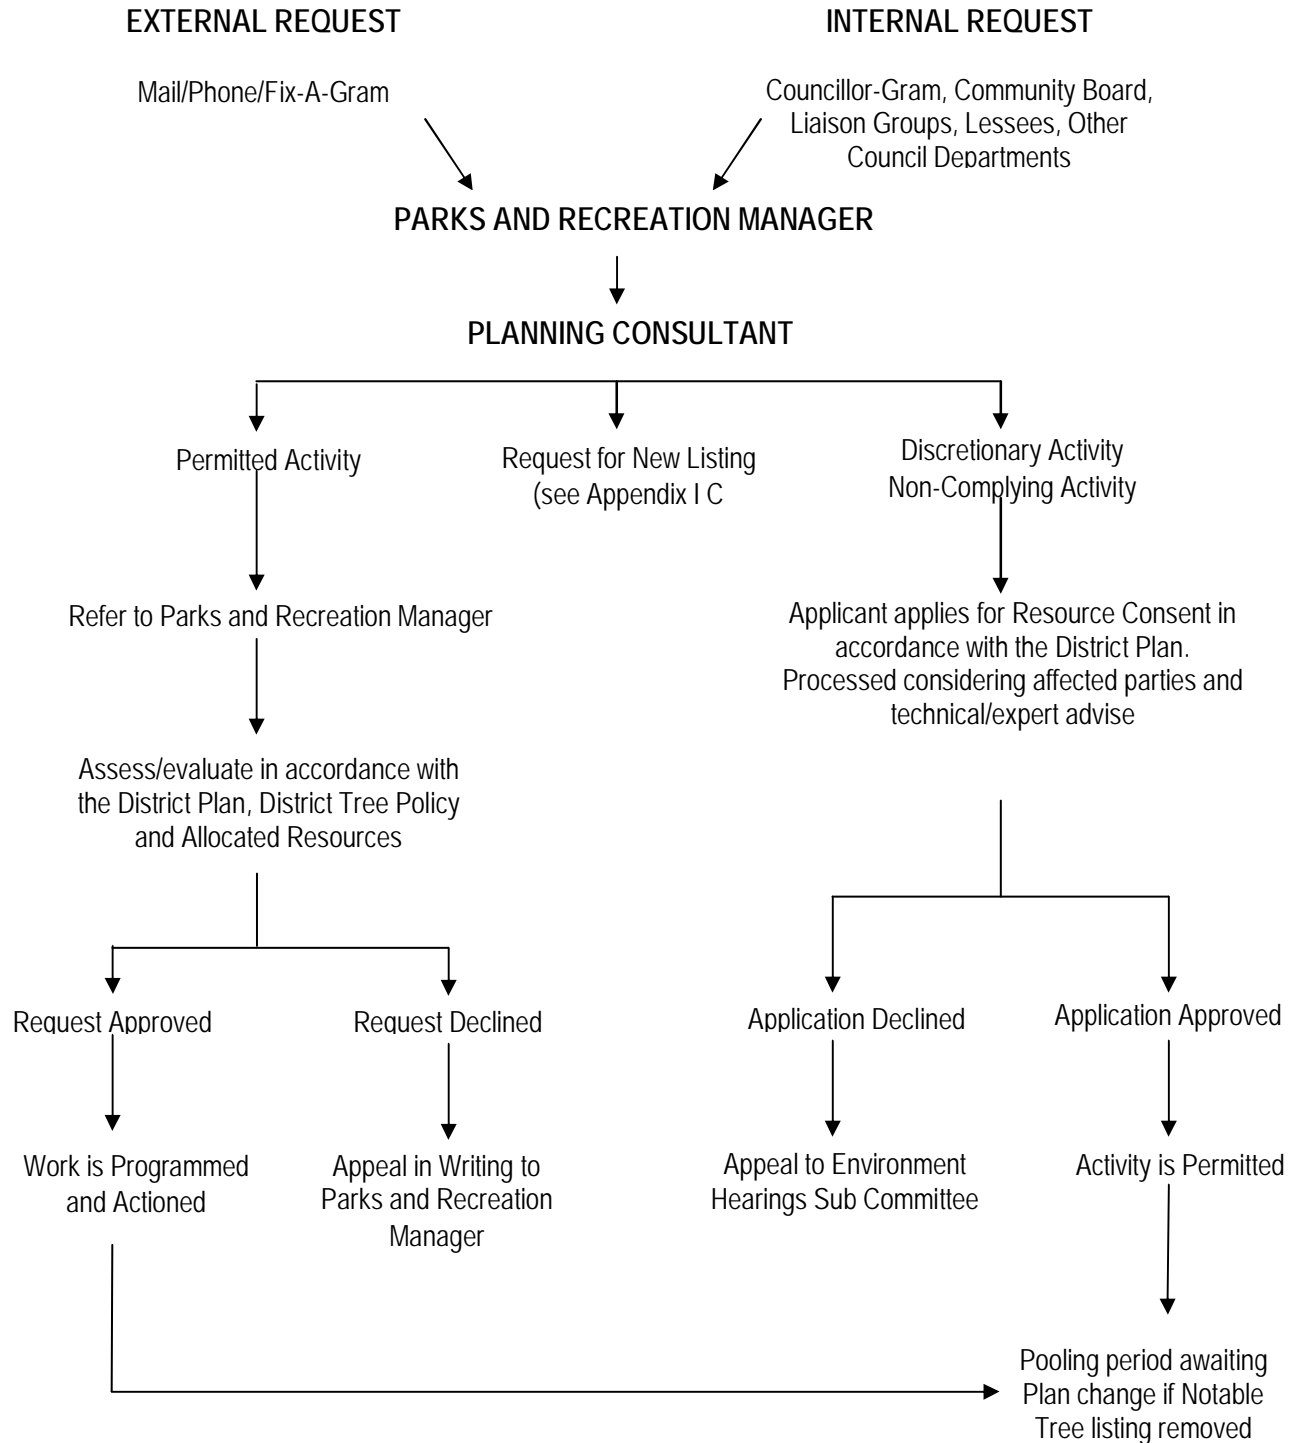 EXTERNAL REQUEST
INTERNAL REQUEST
Mail/Phone/Fix-A-Gram
Councillor-Gram, Community Board,
Liaison Groups, Lessees, Other
Council Departments
PARKS AND RECREATION MANAGER
PLANNING CONSULTANT
Permitted Activity
Request for New Listing
(see Appendix I C
Discretionary Activity
Non-Complying Activity
Refer to Parks and Recreation Manager
Applicant applies for Resource Consent in
accordance with the District Plan.
Processed considering affected parties and
technical/expert advise
Assess/evaluate in accordance with
the District Plan, District Tree Policy
and Allocated Resources
Request Approved
Request Declined
Application Declined
Application Approved
Work is Programmed
and Actioned
Appeal in Writing to
Parks and Recreation
Manager
Appeal to Environment
Hearings Sub Committee
Activity is Permitted
Pooling period awaiting
Plan change if Notable
Tree listing removed